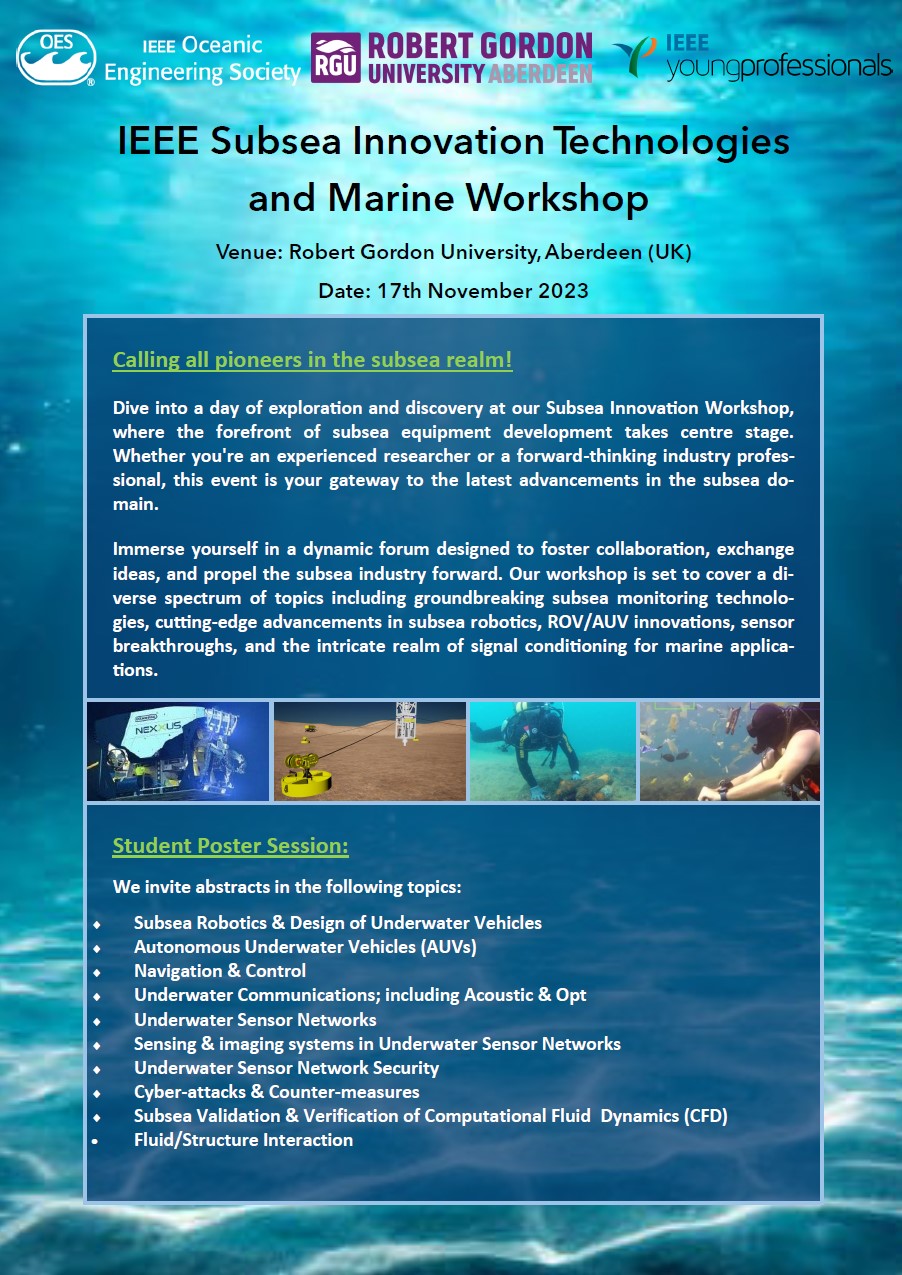 OES
®
IEEE Oceanic
Engineering Society
RGU
ROBERT GORDON
UNIVERSITY ABERDEEN
IEEE
youngprofessionals
IEEE Subsea Innovation Technologies
and Marine Workshop
Venue: Robert Gordon University, Aberdeen (UK)
Date: 17th November 2023
Calling all pioneers in the subsea realm!
Dive into a day of exploration and discovery at our Subsea Innovation Workshop,
where the forefront of subsea equipment development takes centre stage.
Whether you're an experienced researcher or a forward-thinking industry profes-
sional, this event is your gateway to the latest advancements in the subsea do-
main.
Immerse yourself in a dynamic forum designed to foster collaboration, exchange
ideas, and propel the subsea industry forward. Our workshop is set to cover a di-
verse spectrum of topics including groundbreaking subsea monitoring technolo-
gies, cutting-edge advancements in subsea robotics, ROV/AUV innovations, sensor
breakthroughs, and the intricate realm of signal conditioning for marine applica-
tions.
NEXXUS
Student Poster Session:
We invite abstracts in the following topics:
♦ Subsea Robotics & Design of Underwater Vehicles
♦ Autonomous Underwater Vehicles (AUVs)
♦ Navigation & Control
♦ Underwater Communications; including Acoustic & Opt
♦ Underwater Sensor Networks
♦ Sensing & imaging systems in Underwater Sensor Networks
♦ Underwater Sensor Network Security
♦ Cyber-attacks & Counter-measures
♦ Subsea Validation & Verification of Computational Fluid  Dynamics (CFD)
• Fluid/Structure Interaction